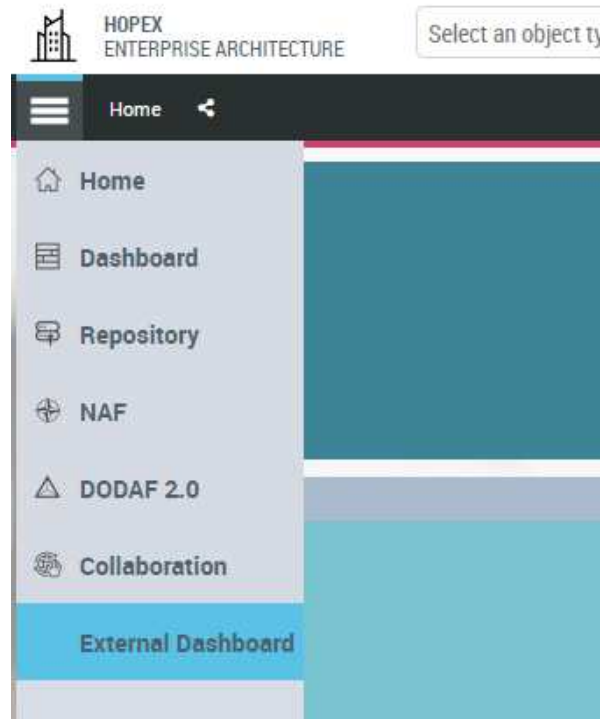 HOPEX
ENTERPRISE ARCHITECTURE
Select an object ty
Home
Home
Dashboard
Repository
NAF
DODAF 2.0
Collaboration
External Dashboard